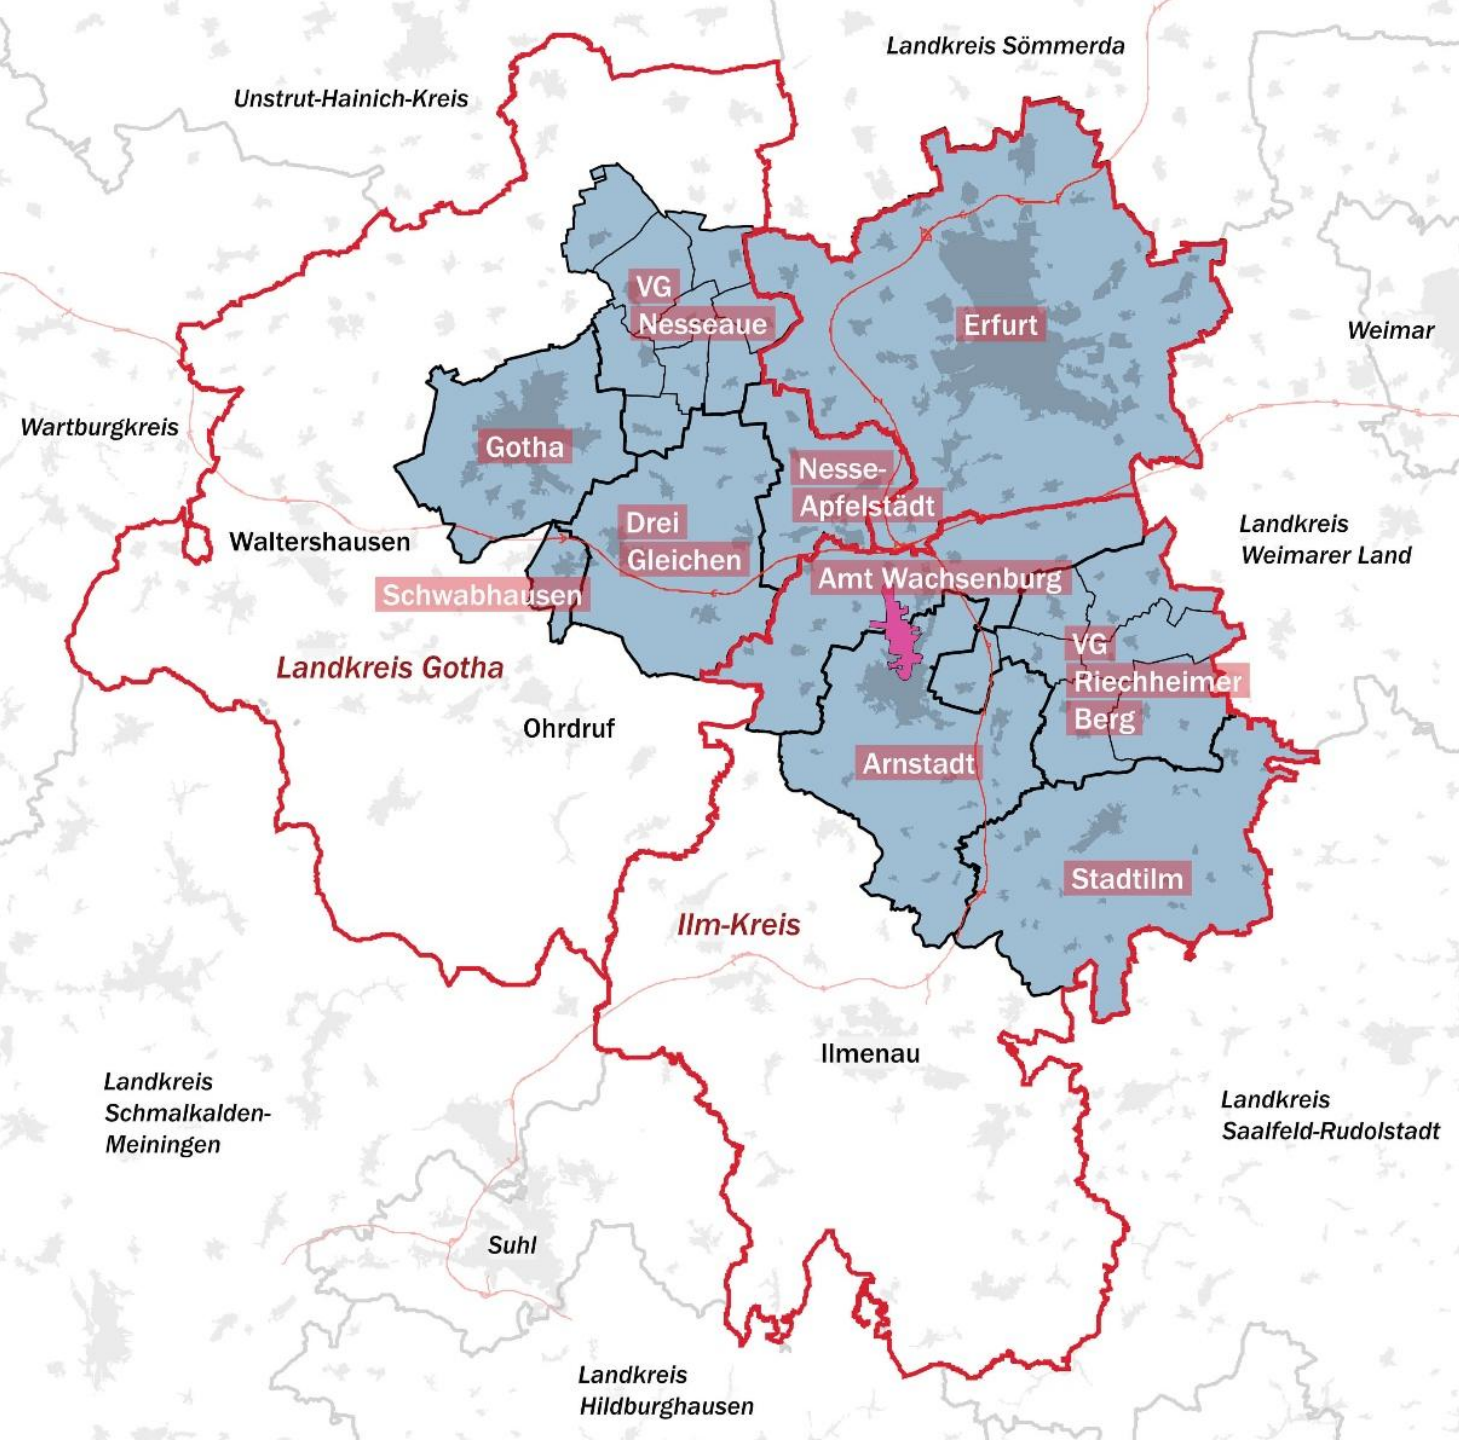 Landkreis Sömmerda
Unstrut-Hainich-Kreis
VG
Nesseaue
Erfurt
Weimar
Wartburgkreis
Gotha
Nesse-
Apfelstädt
Drei
Gleichen
Landkreis
Weimarer Land
Waltershausen
Amt Wachsenburg
Schwabhausen
VG
Riechheimer
Berg
Landkreis Gotha
Ohrdruf
Arnstadt
Stadtilm
Ilm-Kreis
Ilmenau
Landkreis
Schmalkalden-
Meiningen
Landkreis
Saalfeld-Rudolstadt
Suhl
Landkreis
Hildburghausen